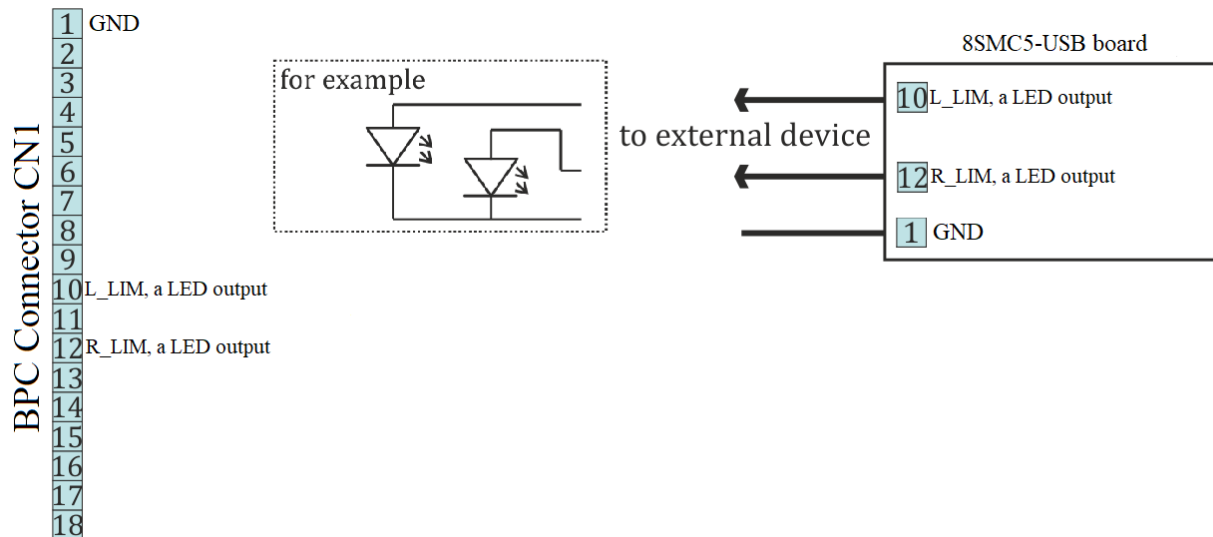 BPC Connector CN1
1 GND
2
3
4
5
6
7
8
9
10 L_LIM, a LED output
11
12 R_LIM, a LED output
13
14
15
16
17
18
for example
to external device
8SMC5-USB board
10 L_LIM, a LED output
12 R_LIM, a LED output
1 GND